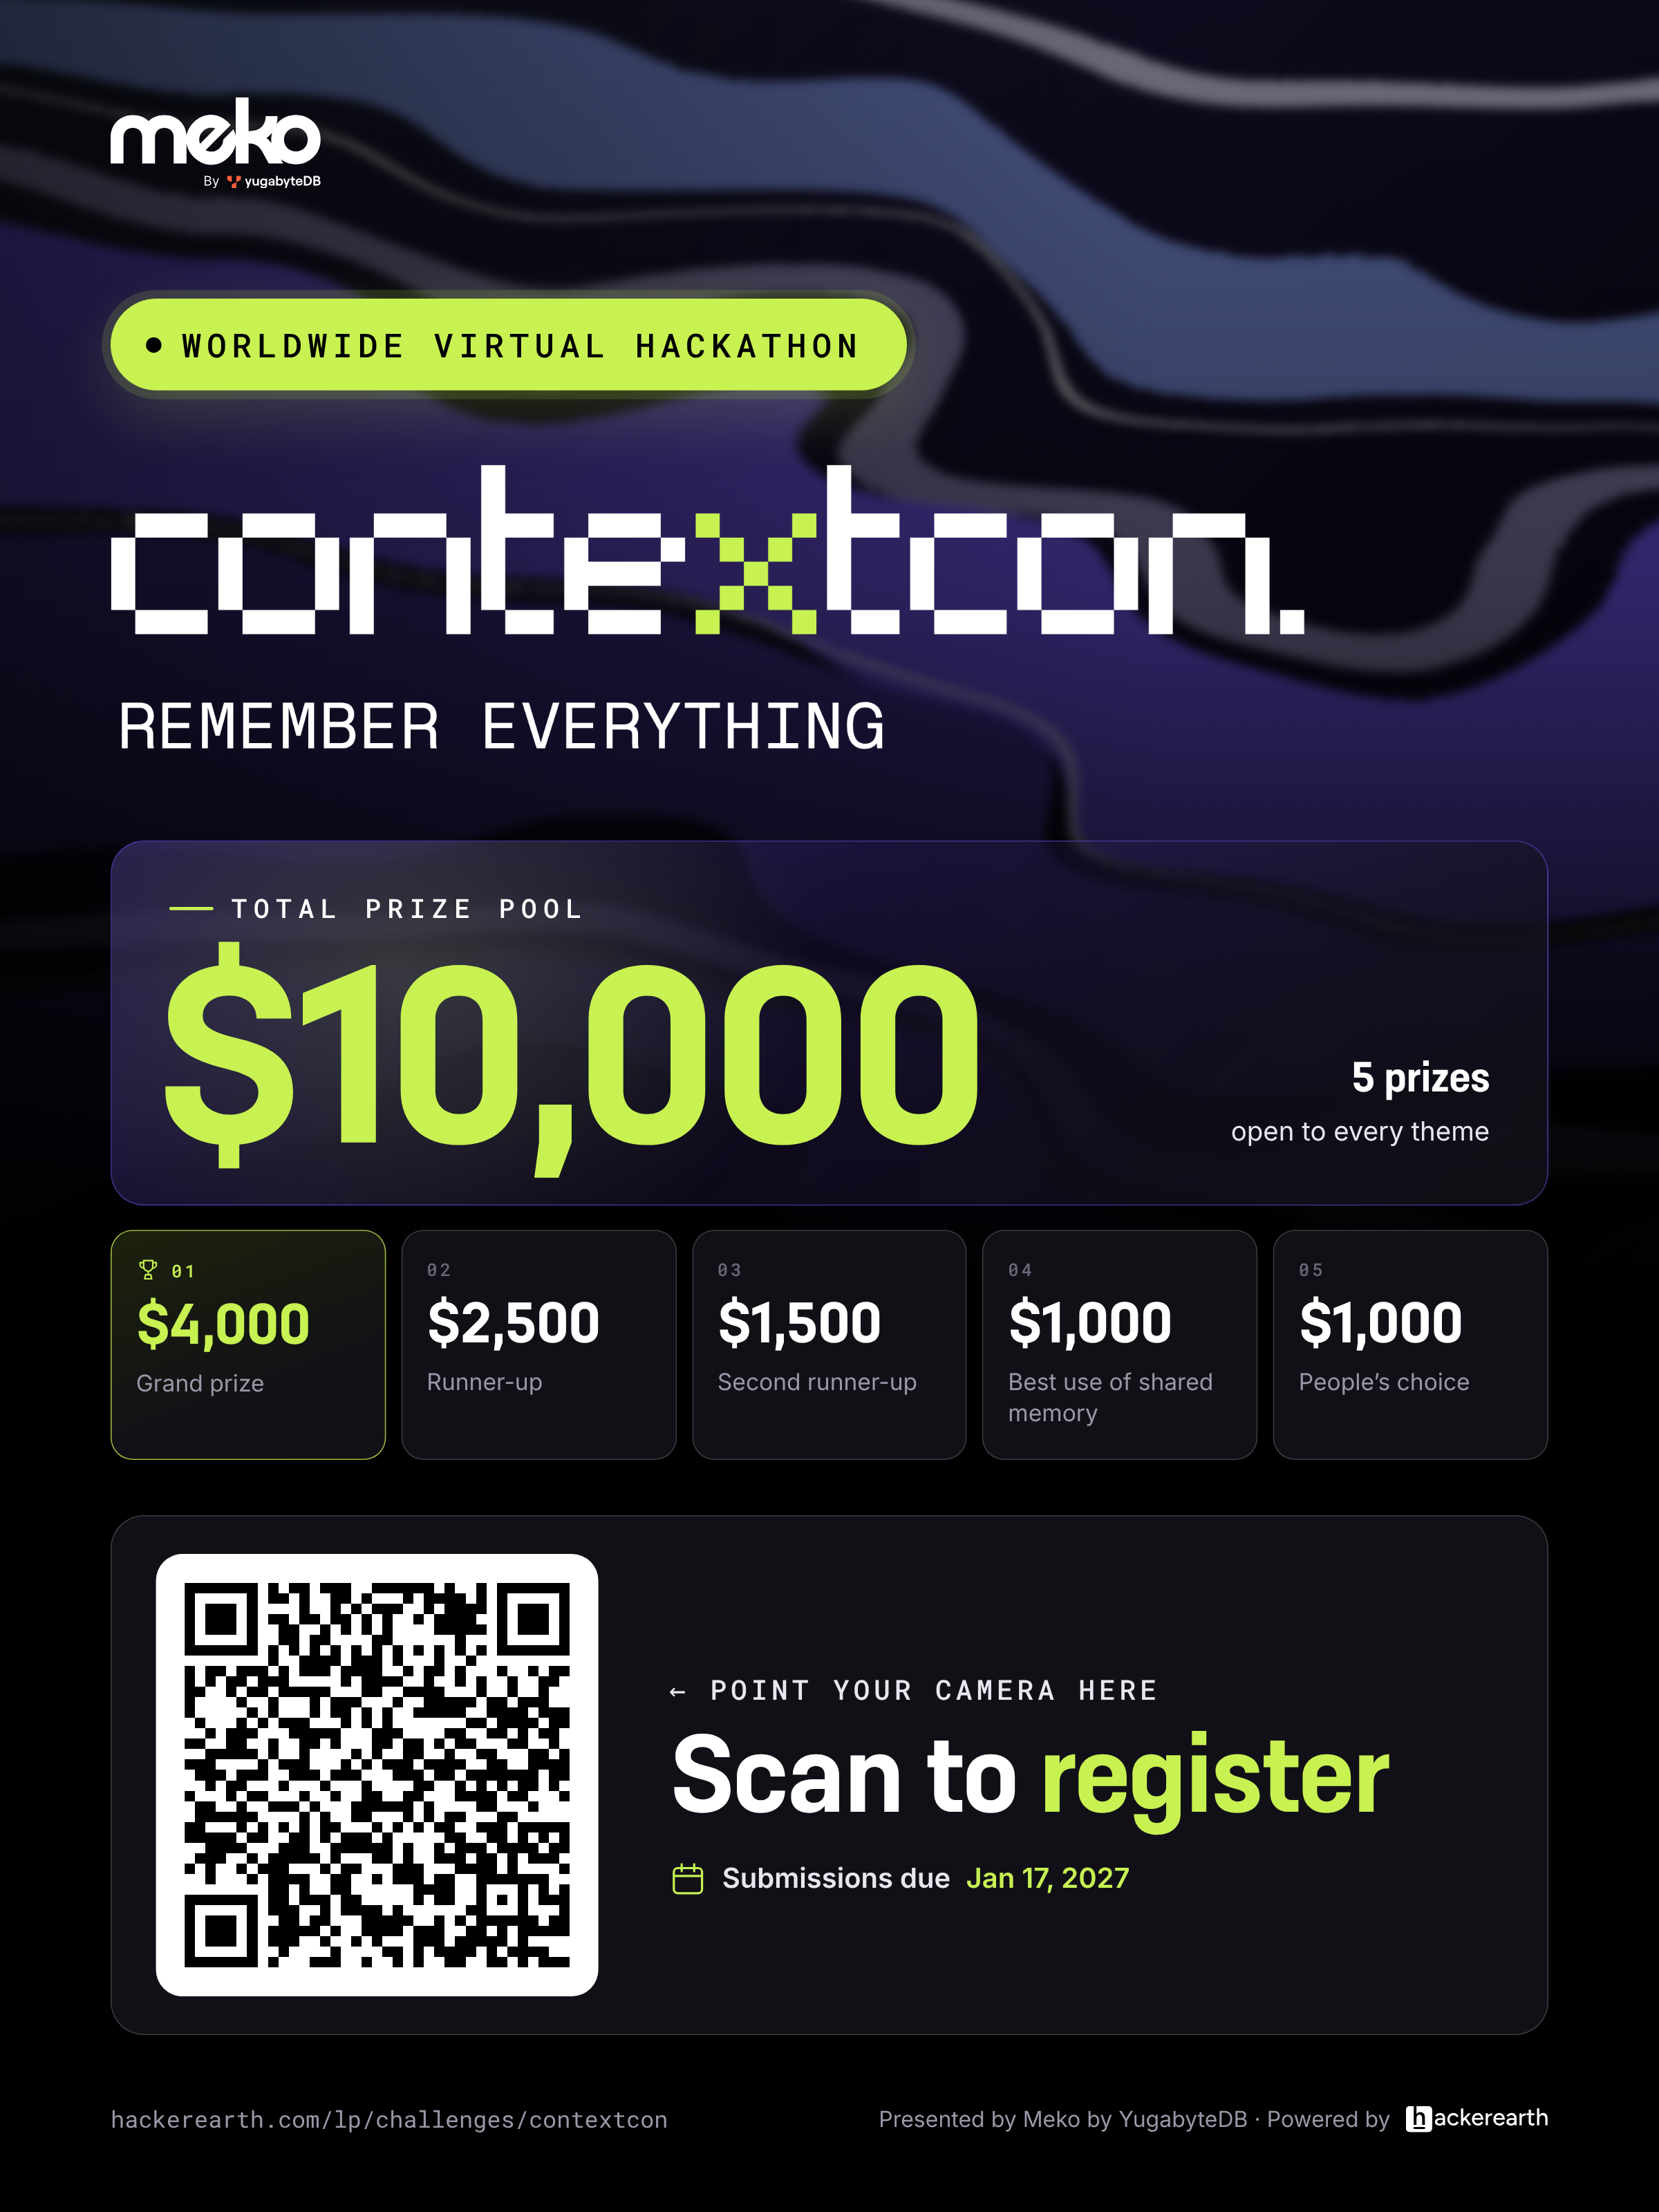 meko
By yugabyteDB
WORLDWIDE VIRTUAL HACKATHON
contextcon.
REMEMBER EVERYTHING
TOTAL PRIZE POOL
$10,000
5 prizes
open to every theme
01
$4,000
Grand prize
02
$2,500
Runner-up
03
$1,500
Second runner-up
04
$1,000
Best use of shared
memory
05
$1,000
People’s choice
← POINT YOUR CAMERA HERE
Scan to register
Submissions due Jan 17, 2027
hackerearth.com/lp/challenges/contextcon
Presented by Meko by YugabyteDB · Powered by hackerearth